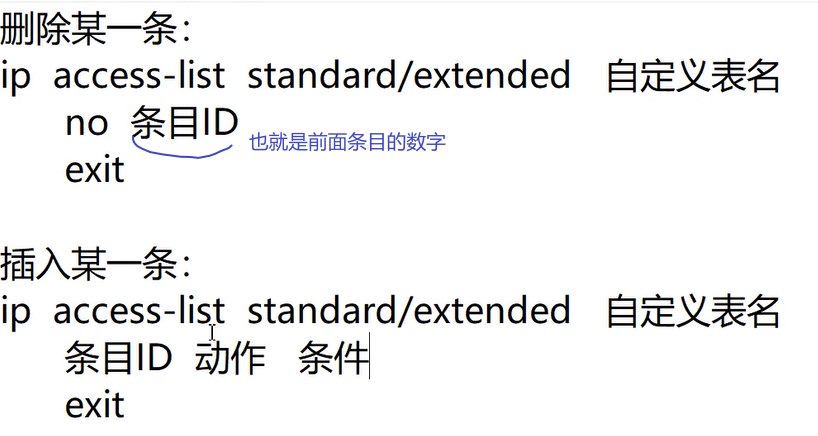 删除某一条：
ip access-list standard/extended 自定义表名
no 条目ID 也就是前面条目的数字
exit
插入某一条：
ip access-list standard/extended 自定义表名
条目ID 动作 条件
exit